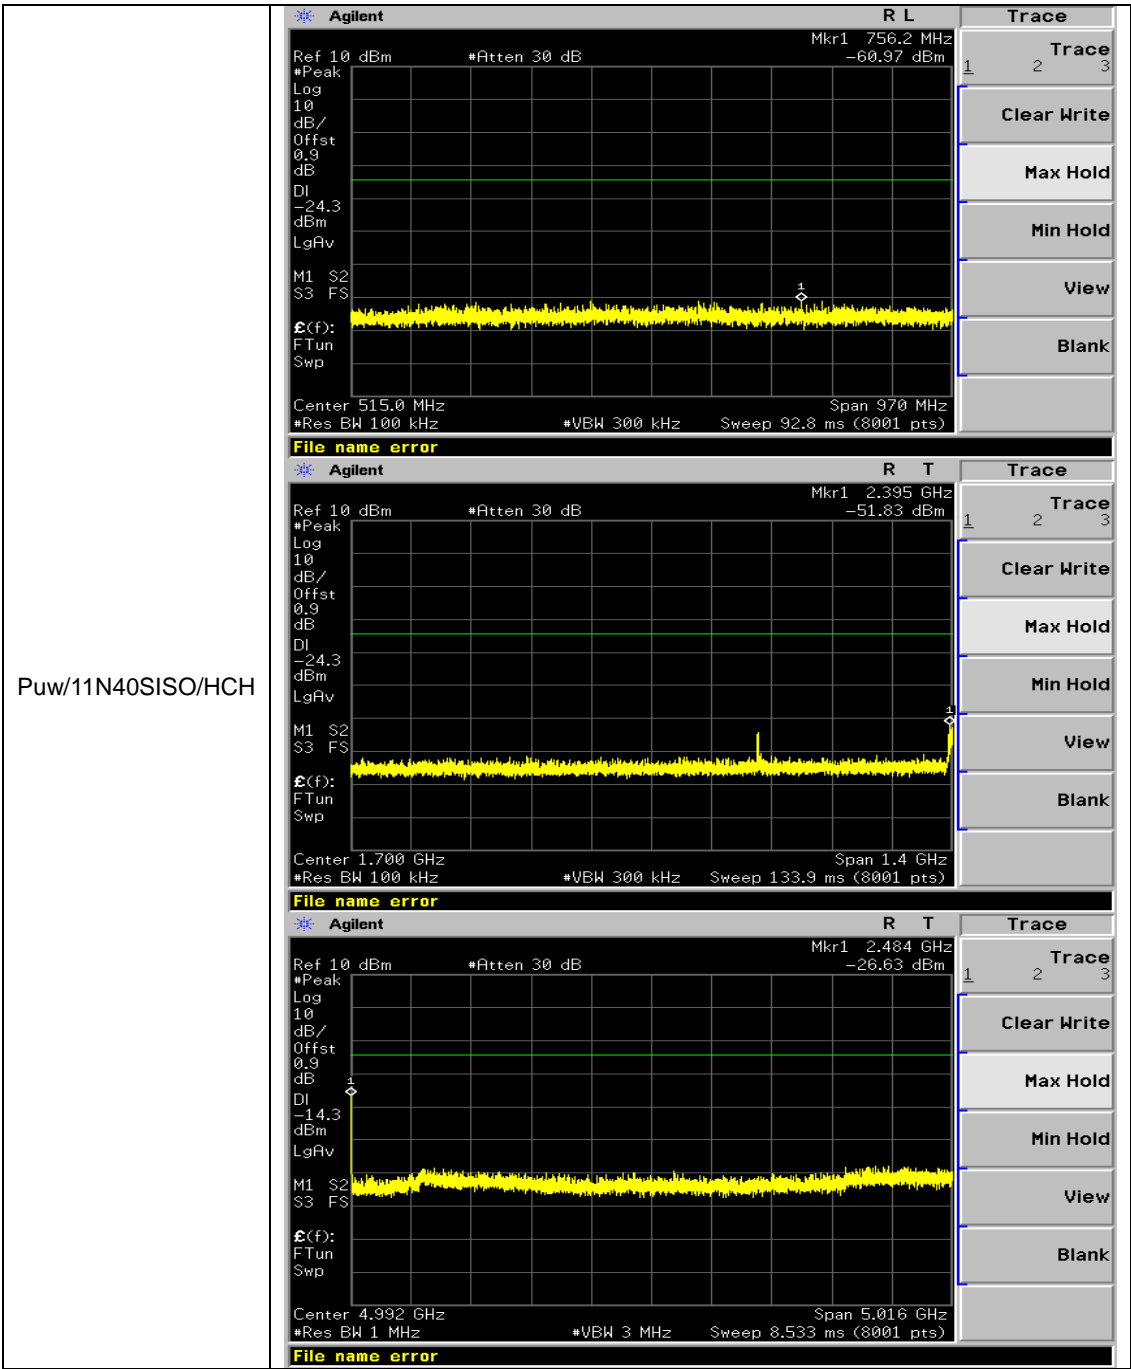 Puw/11N40SISO/HCH
Agilent R L Trace
Mkr1 756.2 MHz
Ref 10 dBm #Atten 30 dB -60.97 dBm
#Peak
Log
10
dB/
Offst
0.9
dB
DI
-24.3
dBm
LgAv
M1 S2
S3 FS
£(f):
FTun
Swp
1
Center 515.0 MHz Span 970 MHz
#Res BW 100 kHz #VBW 300 kHz Sweep 92.8 ms (8001 pts)
File name error
Trace
1 2 3
Clear Write
Max Hold
Min Hold
View
Blank
Agilent R T Trace
Mkr1 2.395 GHz
Ref 10 dBm #Atten 30 dB -51.83 dBm
#Peak
Log
10
dB/
Offst
0.9
dB
DI
-24.3
dBm
LgAv
M1 S2
S3 FS
£(f):
FTun
Swp
1
Center 1.700 GHz Span 1.4 GHz
#Res BW 100 kHz #VBW 300 kHz Sweep 133.9 ms (8001 pts)
File name error
Trace
1 2 3
Clear Write
Max Hold
Min Hold
View
Blank
Agilent R T Trace
Mkr1 2.484 GHz
Ref 10 dBm #Atten 30 dB -26.63 dBm
#Peak
Log
10
dB/
Offst
0.9
dB
DI
-14.3
dBm
LgAv
M1 S2
S3 FS
£(f):
FTun
Swp
1
Center 4.992 GHz Span 5.016 GHz
#Res BW 1 MHz #VBW 3 MHz Sweep 8.533 ms (8001 pts)
File name error
Trace
1 2 3
Clear Write
Max Hold
Min Hold
View
Blank